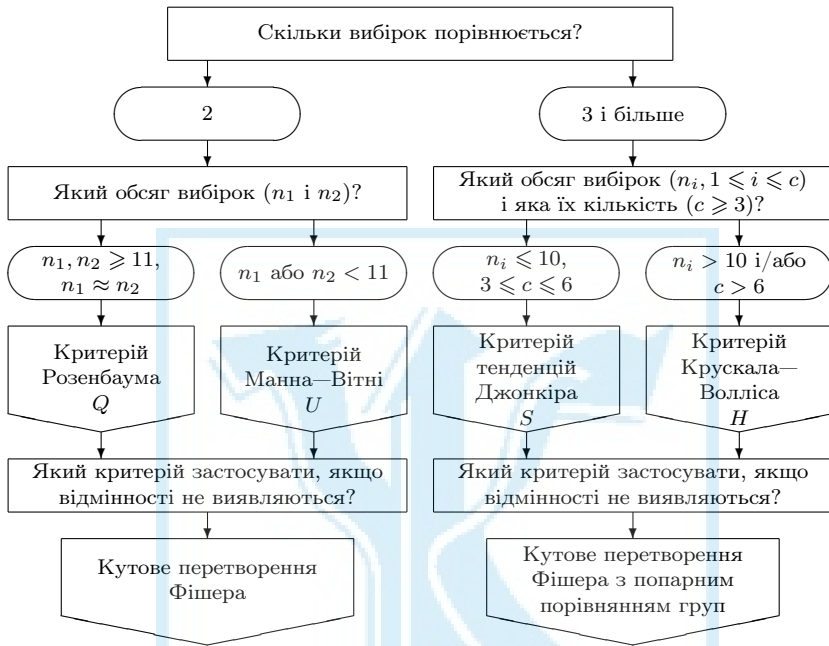 Скільки вибірок порівнюється?
2
3 і більше
Який обсяг вибірок (n₁ і n₂)?
Який обсяг вибірок (nᵢ, 1 ⩽ i ⩽ c)
і яка їх кількість (c ⩾ 3)?
n₁, n₂ ⩾ 11,
n₁ ≈ n₂
n₁ або n₂ < 11
nᵢ ⩽ 10,
3 ⩽ c ⩽ 6
nᵢ > 10 і/або
c > 6
Критерій
Розенбаума
Q
Критерій
Манна—Вітні
U
Критерій
тенденцій
Джонкіра
S
Критерій
Крускала—
Волліса
H
Який критерій застосувати, якщо
відмінності не виявляються?
Який критерій застосувати, якщо
відмінності не виявляються?
Кутове перетворення
Фішера
Кутове перетворення
Фішера з попарним
порівнянням груп